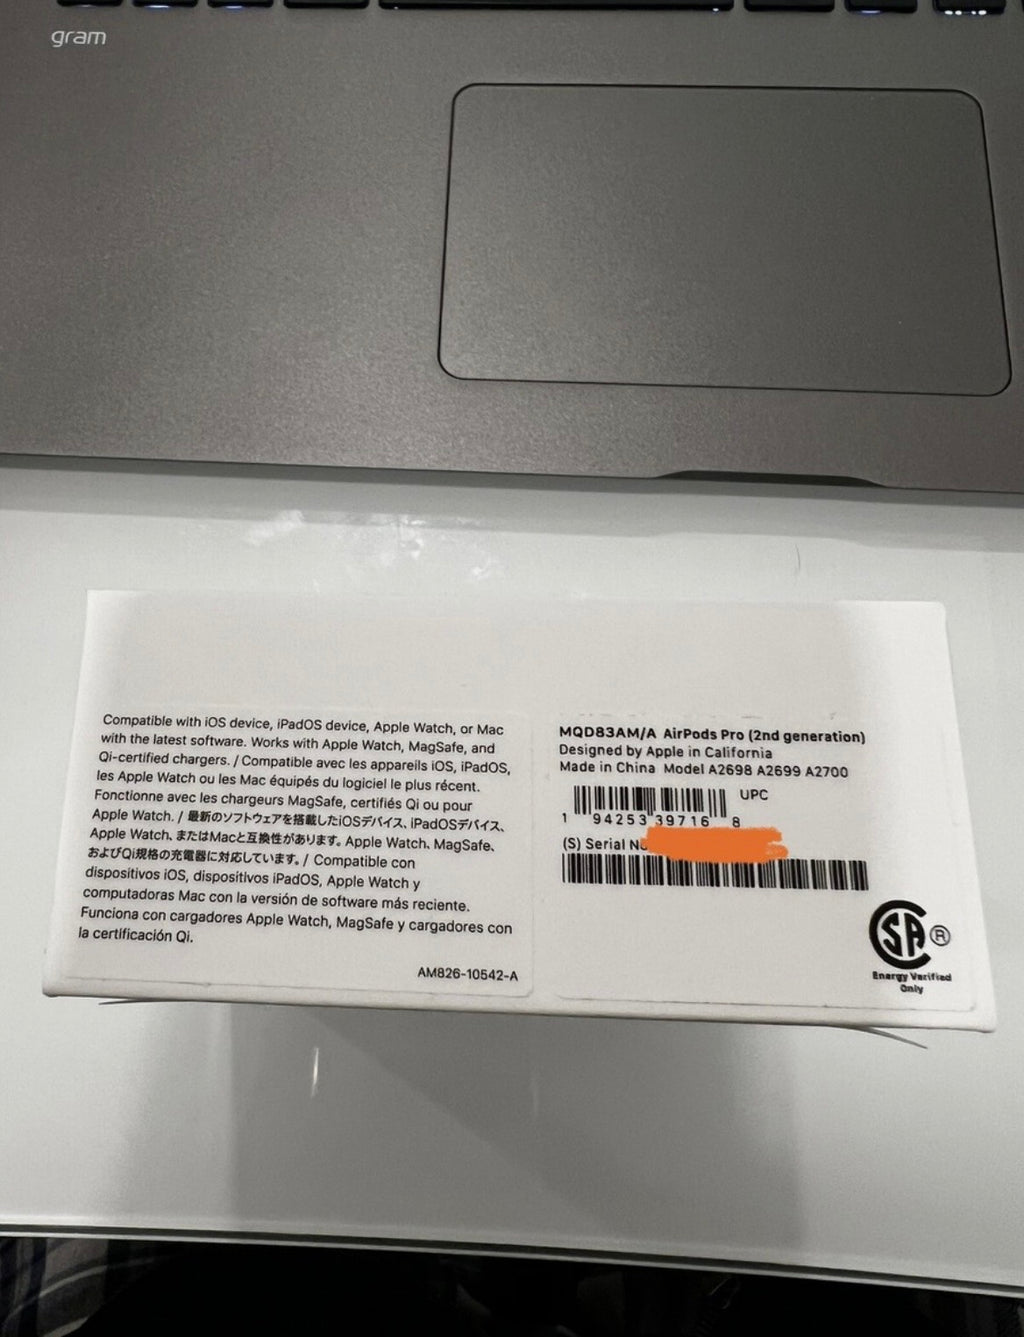 gram
Compatible with iOS device, iPadOS device, Apple Watch, or Mac
with the latest software. Works with Apple Watch, MagSafe, and
Qi-certified chargers. / Compatible avec les appareils iOS, iPadOS,
les Apple Watch ou les Mac équipés du logiciel le plus récent.
Fonctionne avec les chargeurs MagSafe, certifiés Qi ou pour
Apple Watch. / 最新のソフトウェアを搭載したiOSデバイス、iPadOSデバイス、
Apple Watch、またはMacと互換性があります。Apple Watch、MagSafe、
およびQi規格の充電器に対応しています。/ Compatible con
dispositivos iOS, dispositivos iPadOS, Apple Watch y
computadoras Mac con la versión de software más reciente.
Funciona con cargadores Apple Watch, MagSafe y cargadores con
la certificación Qi.
AM826-10542-A
MQD83AM/A AirPods Pro (2nd generation)
Designed by Apple in California
Made in China Model A2698 A2699 A2700
UPC
1 94253 39716 8
(S) Serial No
CSA ®
Energy Verified
Only